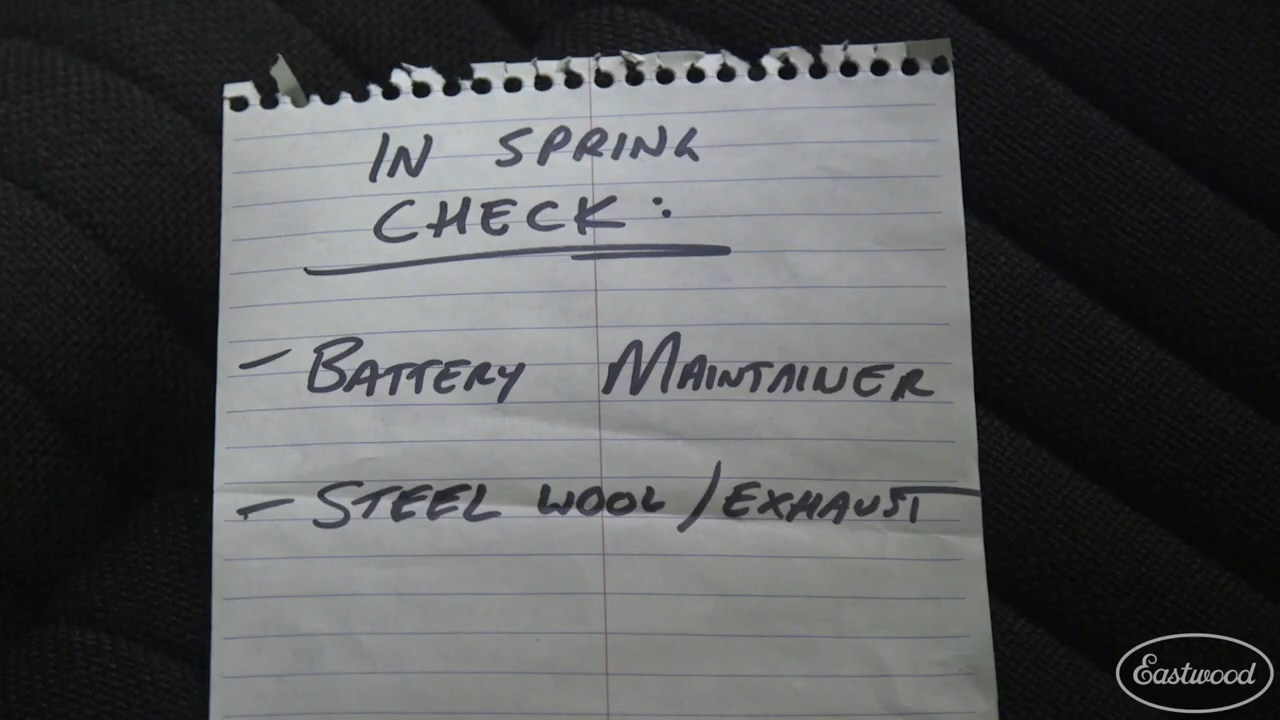 IN SPRING
CHECK:
- BATTERY MAINTAINER
- STEEL WOOL/EXHAUST
Eastwood